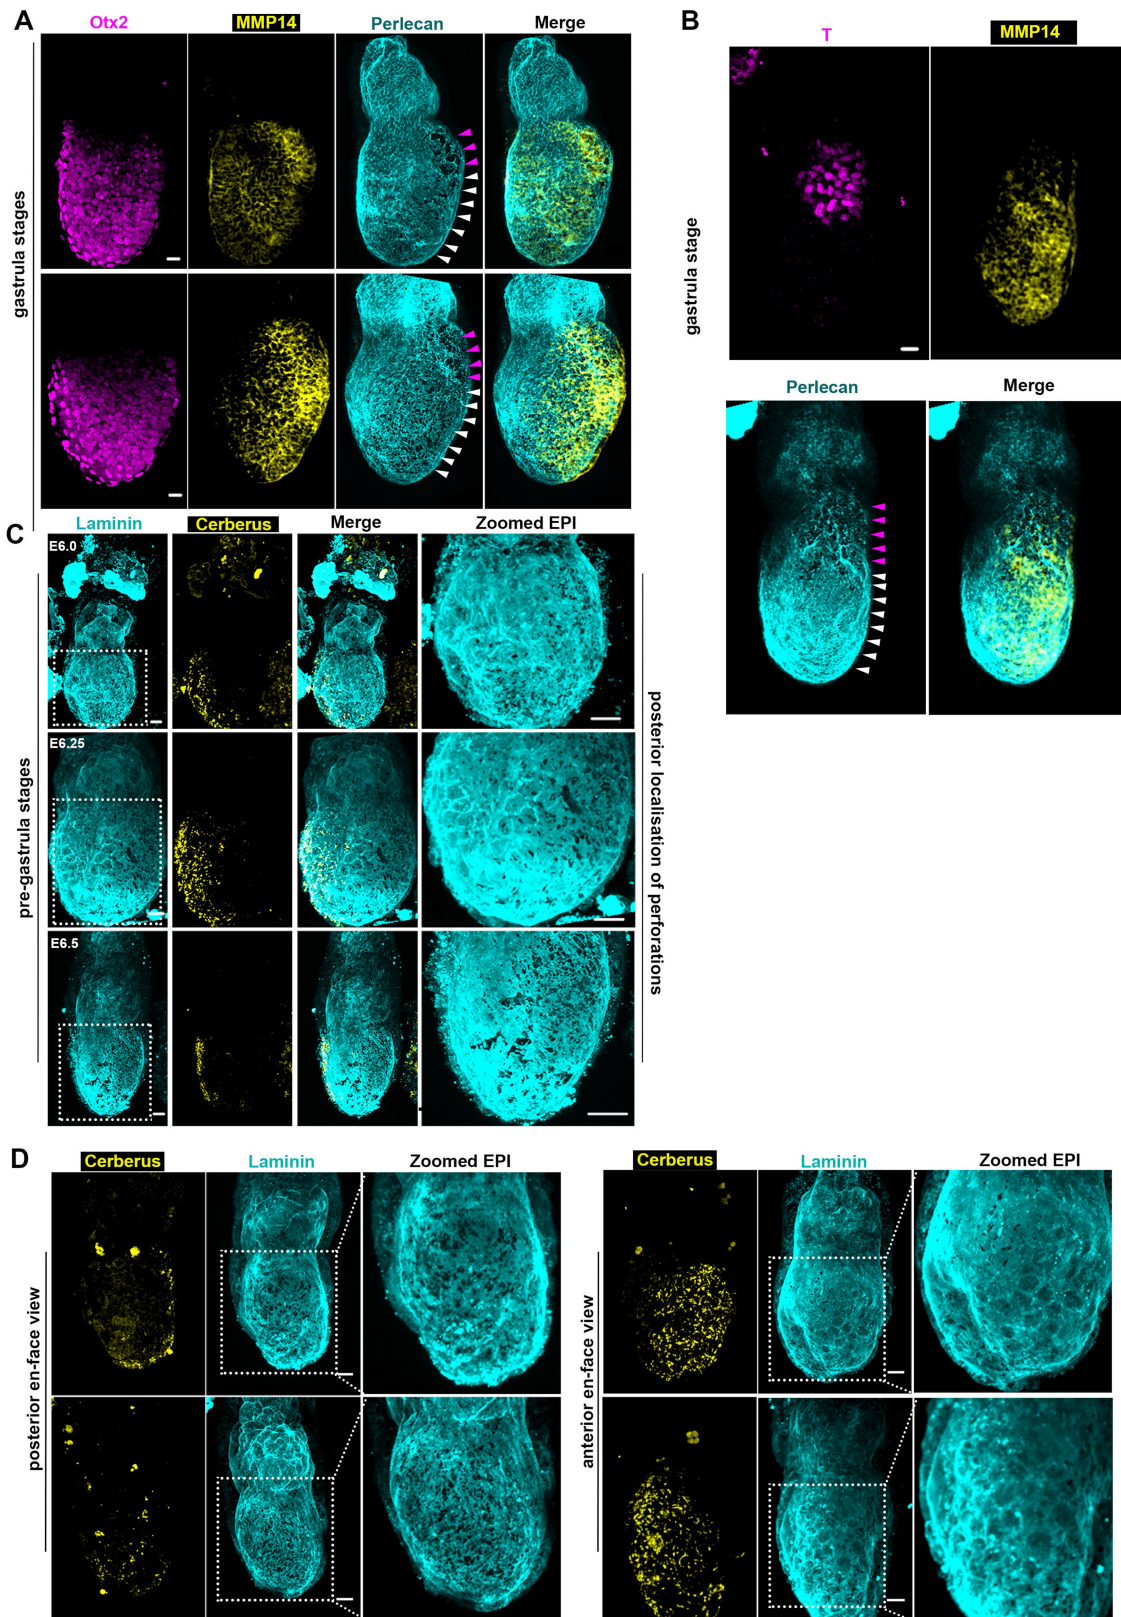 A
Otx2 MMP14 Perlecan Merge
gastrula stages
B
T MMP14
gastrula stage
Perlecan Merge
C
Laminin Cerberus Merge Zoomed EPI
E6.0
E6.25
E6.5
pre-gastrula stages
posterior localisation of perforations
D
Cerberus Laminin Zoomed EPI
posterior en-face view
Cerberus Laminin Zoomed EPI
anterior en-face view